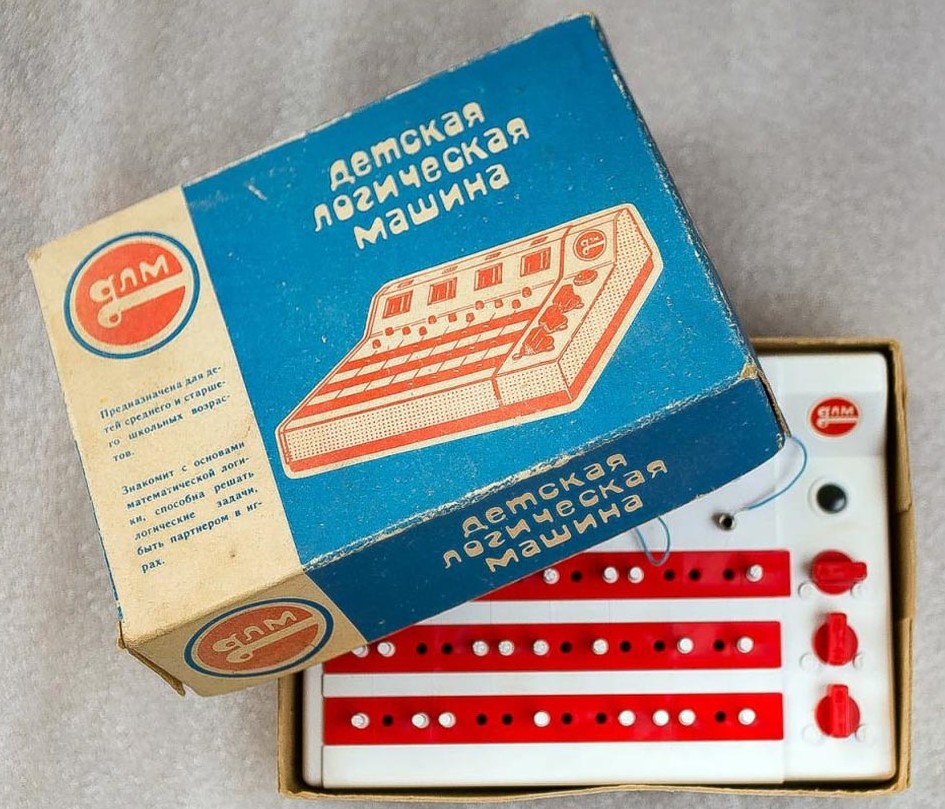 детская
логическая
машина
длм
длм
Предназначена для де-
тей среднего и старше-
го школьных возрас-
тов.
Знакомит с основами
математической логи-
ки, способна решать
логические задачи,
быть партнером в иг-
рах.
детская
логическая
машина
длм
длм